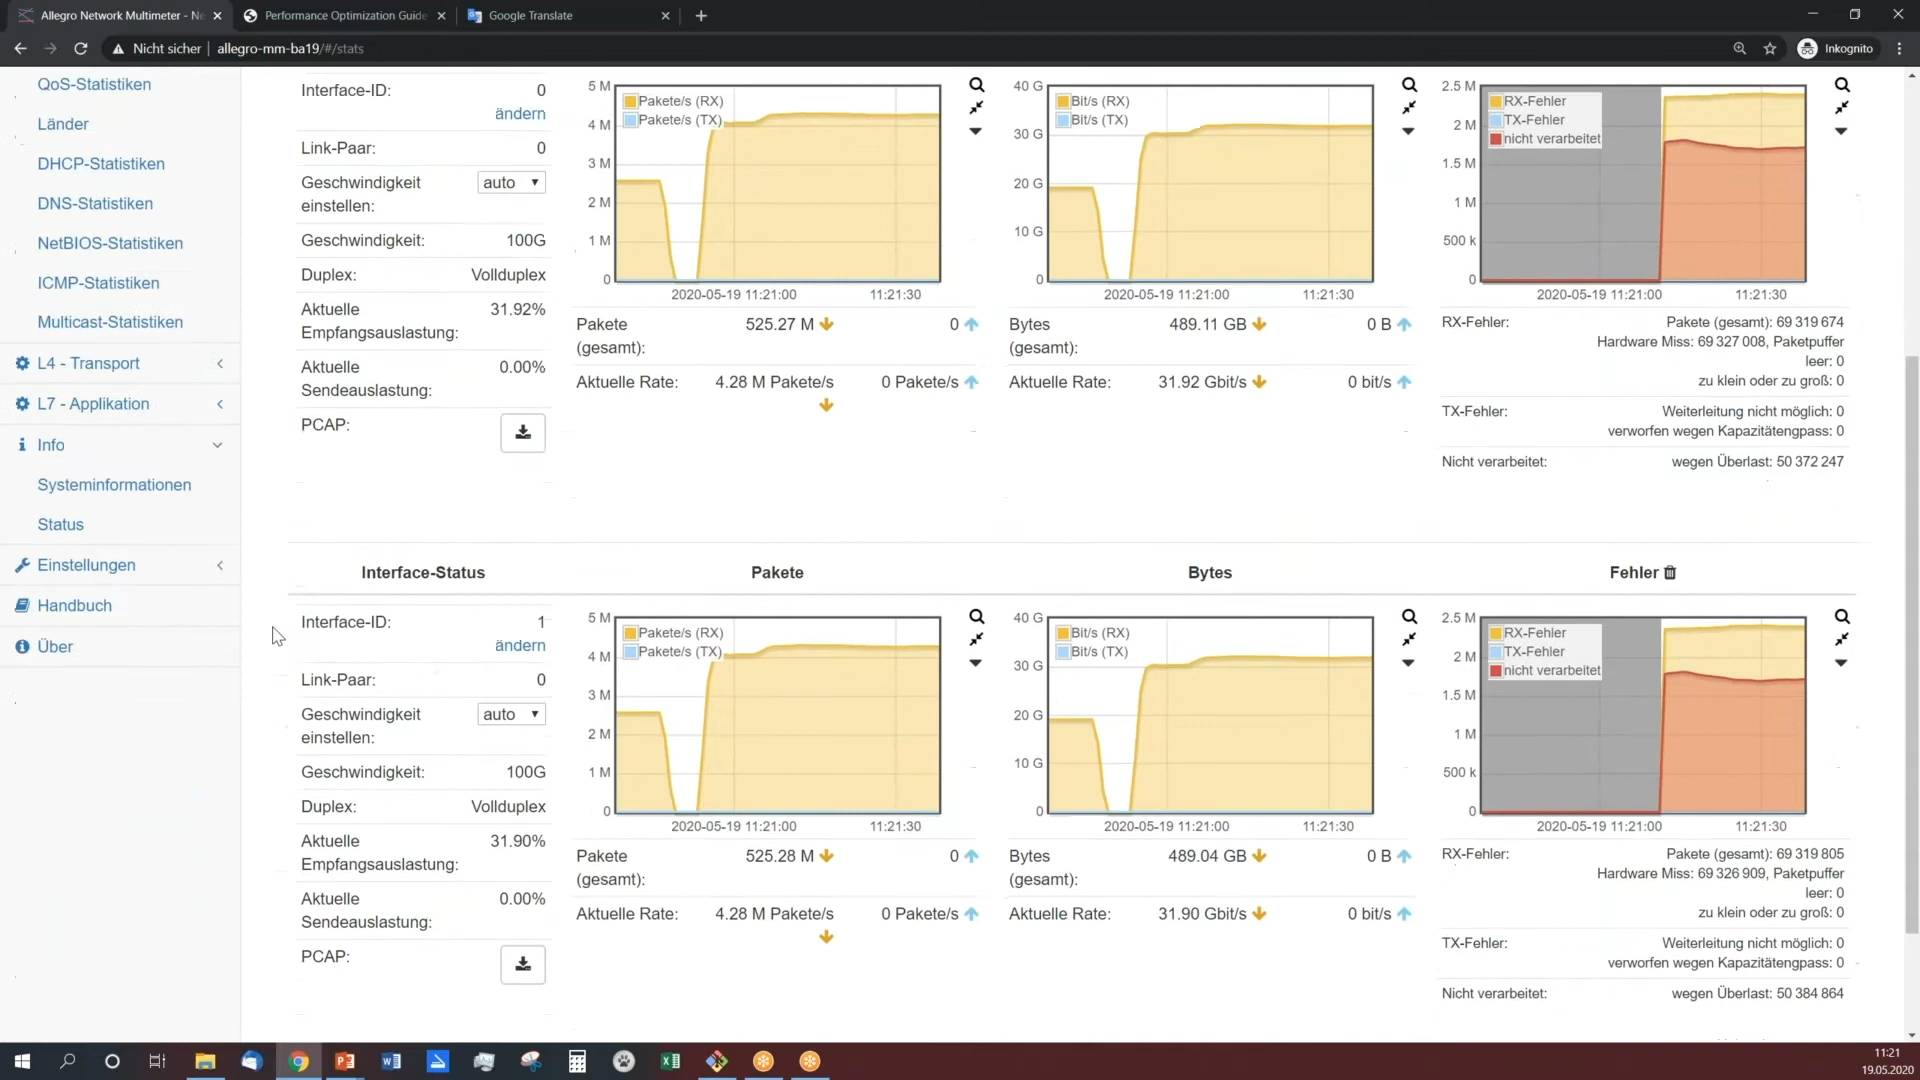 Allegro Network Multimeter - Ne
Performance Optimization Guide
Google Translate
Nicht sicher | allegro-mm-ba19/#/stats
Inkognito
QoS-Statistiken
Länder
DHCP-Statistiken
DNS-Statistiken
NetBIOS-Statistiken
ICMP-Statistiken
Multicast-Statistiken
L4 - Transport
L7 - Applikation
Info
Systeminformationen
Status
Einstellungen
Handbuch
Über
Interface-ID: 0
ändern
Link-Paar: 0
Geschwindigkeit einstellen: auto
Geschwindigkeit: 100G
Duplex: Vollduplex
Aktuelle Empfangsauslastung: 31.92%
Aktuelle Sendeauslastung: 0.00%
PCAP:
5 M
4 M
3 M
2 M
1 M
0
Pakete/s (RX)
Pakete/s (TX)
2020-05-19 11:21:00 11:21:30
Pakete (gesamt): 525.27 M 0
Aktuelle Rate: 4.28 M Pakete/s 0 Pakete/s
40 G
30 G
20 G
10 G
0
Bit/s (RX)
Bit/s (TX)
2020-05-19 11:21:00 11:21:30
Bytes (gesamt): 489.11 GB 0 B
Aktuelle Rate: 31.92 Gbit/s 0 bit/s
2.5 M
2 M
1.5 M
1 M
500 k
0
RX-Fehler
TX-Fehler
nicht verarbeitet
2020-05-19 11:21:00 11:21:30
RX-Fehler: Pakete (gesamt): 69 319 674
Hardware Miss: 69 327 008, Paketpuffer
leer: 0
zu klein oder zu groß: 0
TX-Fehler: Weiterleitung nicht möglich: 0
verworfen wegen Kapazitätengpass: 0
Nicht verarbeitet: wegen Überlast: 50 372 247
Interface-Status Pakete Bytes Fehler
Interface-ID: 1
ändern
Link-Paar: 0
Geschwindigkeit einstellen: auto
Geschwindigkeit: 100G
Duplex: Vollduplex
Aktuelle Empfangsauslastung: 31.90%
Aktuelle Sendeauslastung: 0.00%
PCAP:
5 M
4 M
3 M
2 M
1 M
0
Pakete/s (RX)
Pakete/s (TX)
2020-05-19 11:21:00 11:21:30
Pakete (gesamt): 525.28 M 0
Aktuelle Rate: 4.28 M Pakete/s 0 Pakete/s
40 G
30 G
20 G
10 G
0
Bit/s (RX)
Bit/s (TX)
2020-05-19 11:21:00 11:21:30
Bytes (gesamt): 489.04 GB 0 B
Aktuelle Rate: 31.90 Gbit/s 0 bit/s
2.5 M
2 M
1.5 M
1 M
500 k
0
RX-Fehler
TX-Fehler
nicht verarbeitet
2020-05-19 11:21:00 11:21:30
RX-Fehler: Pakete (gesamt): 69 319 805
Hardware Miss: 69 326 909, Paketpuffer
leer: 0
zu klein oder zu groß: 0
TX-Fehler: Weiterleitung nicht möglich: 0
verworfen wegen Kapazitätengpass: 0
Nicht verarbeitet: wegen Überlast: 50 384 864
11:21
19.05.2020